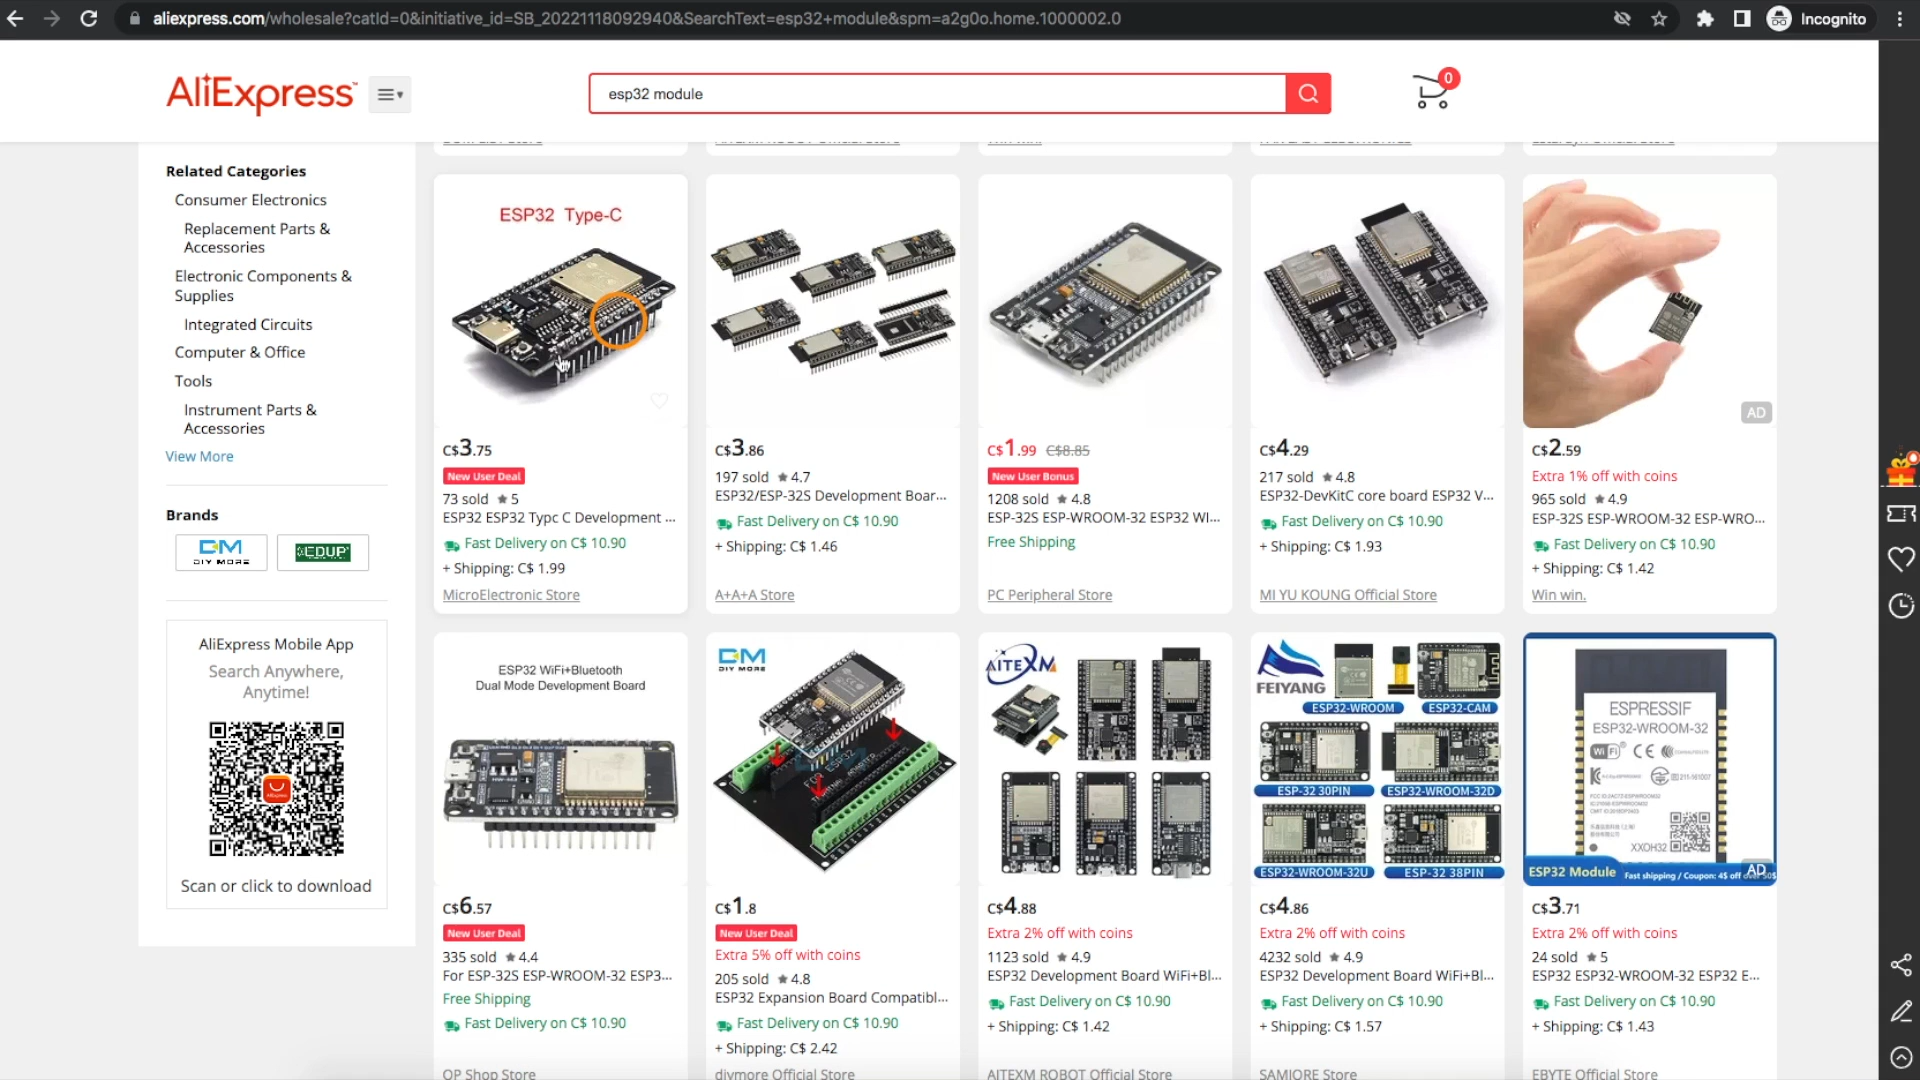 aliexpress.com/wholesale?catId=0&initiative_id=SB_20221118092940&SearchText=esp32+module&spm=a2g0o.home.1000002.0
Incognito
AliExpress
esp32 module
0
Related Categories
Consumer Electronics
Replacement Parts &
Accessories
Electronic Components &
Supplies
Integrated Circuits
Computer & Office
Tools
Instrument Parts &
Accessories
View More
Brands
DM
DIY MORE
EDUP
AliExpress Mobile App
Search Anywhere,
Anytime!
AliExpress
Scan or click to download
ESP32 Type-C
C$3.75
New User Deal
73 sold 5
ESP32 ESP32 Typc C Development ...
Fast Delivery on C$ 10.90
+ Shipping: C$ 1.99
MicroElectronic Store
C$3.86
197 sold 4.7
ESP32/ESP-32S Development Boar...
Fast Delivery on C$ 10.90
+ Shipping: C$ 1.46
A+A+A Store
C$1.99 C$8.85
New User Bonus
1208 sold 4.8
ESP-32S ESP-WROOM-32 ESP32 WI...
Free Shipping
PC Peripheral Store
C$4.29
217 sold 4.8
ESP32-DevKitC core board ESP32 V...
Fast Delivery on C$ 10.90
+ Shipping: C$ 1.93
MI YU KOUNG Official Store
AD
C$2.59
Extra 1% off with coins
965 sold 4.9
ESP-32S ESP-WROOM-32 ESP-WRO...
Fast Delivery on C$ 10.90
+ Shipping: C$ 1.42
Win win.
ESP32 WiFi+Bluetooth
Dual Mode Development Board
C$6.57
New User Deal
335 sold 4.4
For ESP-32S ESP-WROOM-32 ESP3...
Free Shipping
Fast Delivery on C$ 10.90
OP Shop Store
DM
DIY MORE
C$1.8
New User Deal
Extra 5% off with coins
205 sold 4.8
ESP32 Expansion Board Compatibl...
Fast Delivery on C$ 10.90
+ Shipping: C$ 2.42
diymore Official Store
AITEXM
C$4.88
Extra 2% off with coins
1123 sold 4.9
ESP32 Development Board WiFi+Bl...
Fast Delivery on C$ 10.90
+ Shipping: C$ 1.42
AITEXM ROBOT Official Store
FEIYANG
ESP32-WROOM
ESP32-CAM
ESP-32 30PIN
ESP32-WROOM-32D
ESP32-WROOM-32U
ESP-32 38PIN
C$4.86
Extra 2% off with coins
4232 sold 4.9
ESP32 Development Board WiFi+Bl...
Fast Delivery on C$ 10.90
+ Shipping: C$ 1.57
SAMIORE Store
ESPRESSIF
ESP32-WROOM-32
WiFi CE
XXOH32
ESP32 Module Fast shipping / Coupon: 4$ off over 50$
AD
C$3.71
Extra 2% off with coins
24 sold 5
ESP32 ESP32-WROOM-32 ESP32 E...
Fast Delivery on C$ 10.90
+ Shipping: C$ 1.43
EBYTE Official Store